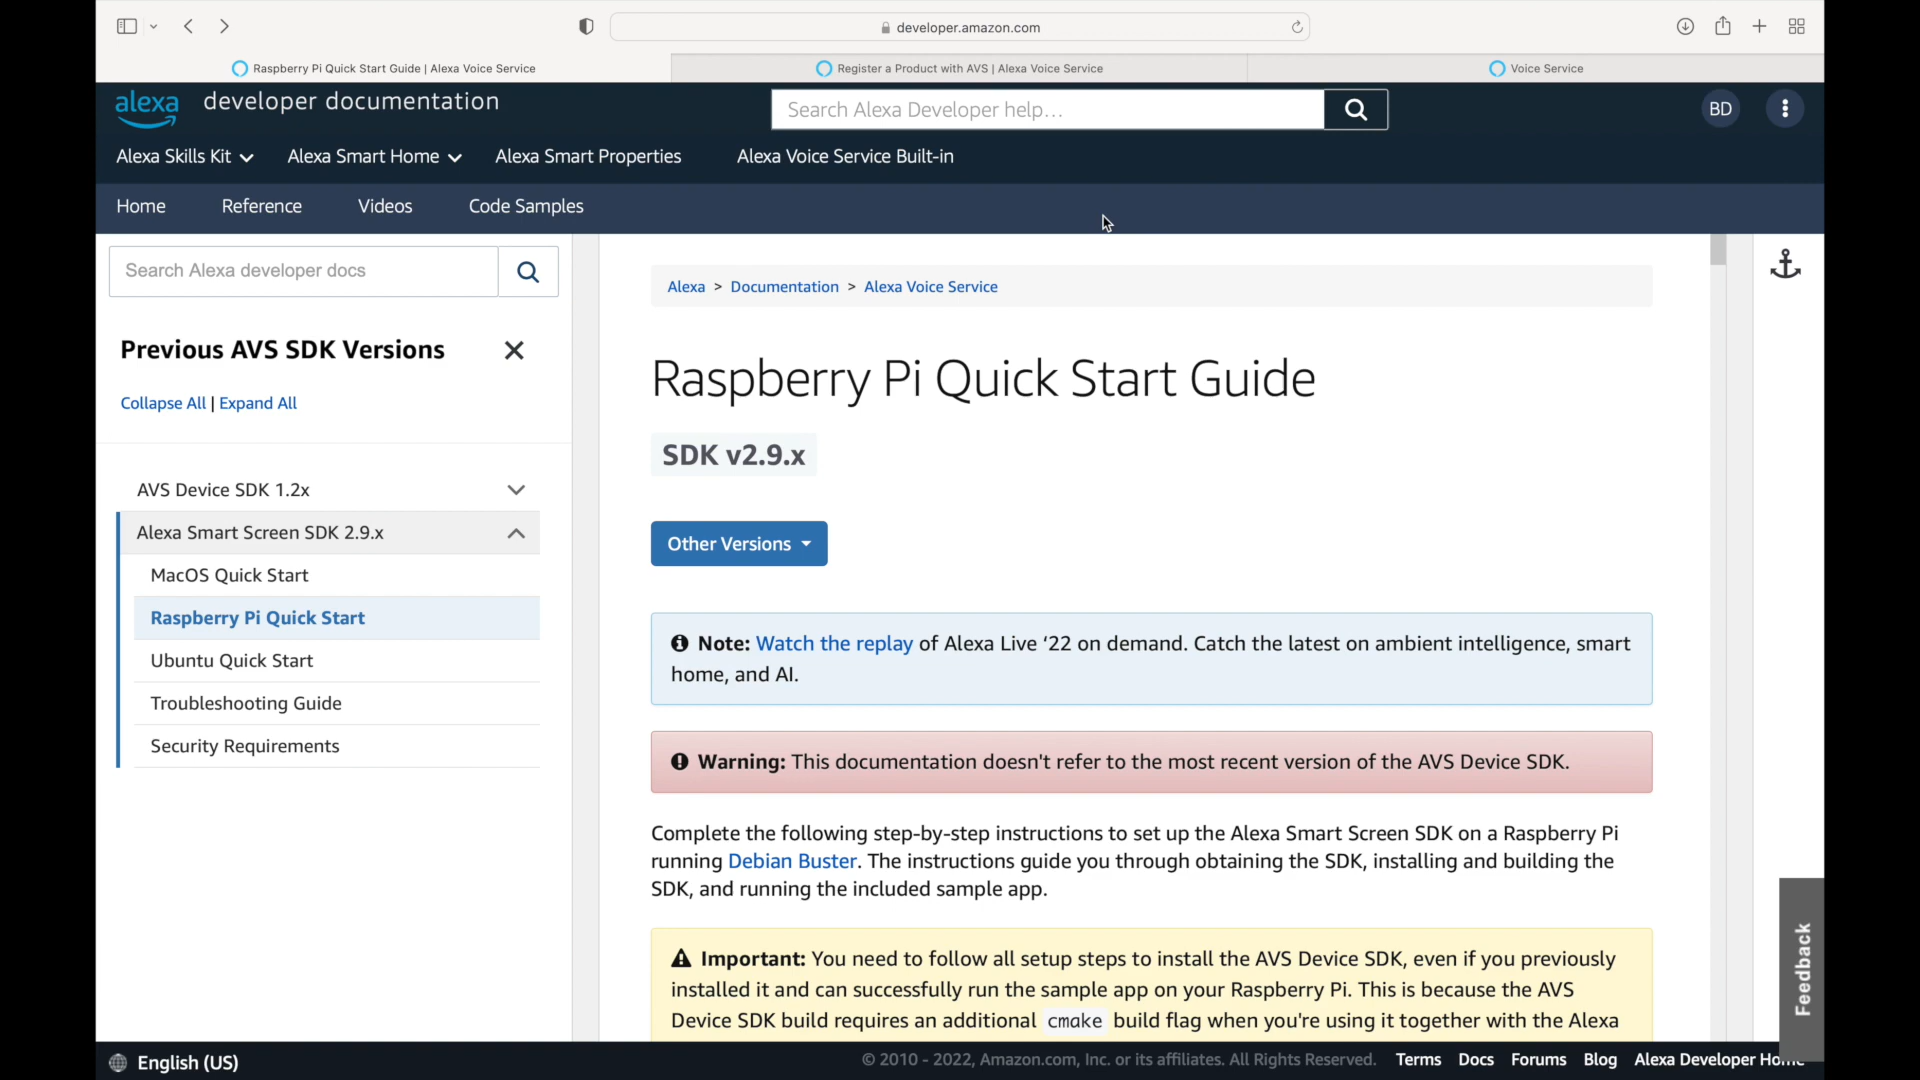 developer.amazon.com
Raspberry Pi Quick Start Guide | Alexa Voice Service
Register a Product with AVS | Alexa Voice Service
Voice Service
alexa developer documentation
Search Alexa Developer help...
BD
Alexa Skills Kit
Alexa Smart Home
Alexa Smart Properties
Alexa Voice Service Built-in
Home
Reference
Videos
Code Samples
Search Alexa developer docs
Previous AVS SDK Versions
Collapse All | Expand All
AVS Device SDK 1.2x
Alexa Smart Screen SDK 2.9.x
MacOS Quick Start
Raspberry Pi Quick Start
Ubuntu Quick Start
Troubleshooting Guide
Security Requirements
Alexa > Documentation > Alexa Voice Service
Raspberry Pi Quick Start Guide
SDK v2.9.x
Other Versions
Note: Watch the replay of Alexa Live ‘22 on demand. Catch the latest on ambient intelligence, smart
home, and AI.
Warning: This documentation doesn't refer to the most recent version of the AVS Device SDK.
Complete the following step-by-step instructions to set up the Alexa Smart Screen SDK on a Raspberry Pi
running Debian Buster. The instructions guide you through obtaining the SDK, installing and building the
SDK, and running the included sample app.
Important: You need to follow all setup steps to install the AVS Device SDK, even if you previously
installed it and can successfully run the sample app on your Raspberry Pi. This is because the AVS
Device SDK build requires an additional cmake build flag when you're using it together with the Alexa
Feedback
English (US)
© 2010 - 2022, Amazon.com, Inc. or its affiliates. All Rights Reserved.
Terms
Docs
Forums
Blog
Alexa Developer Home